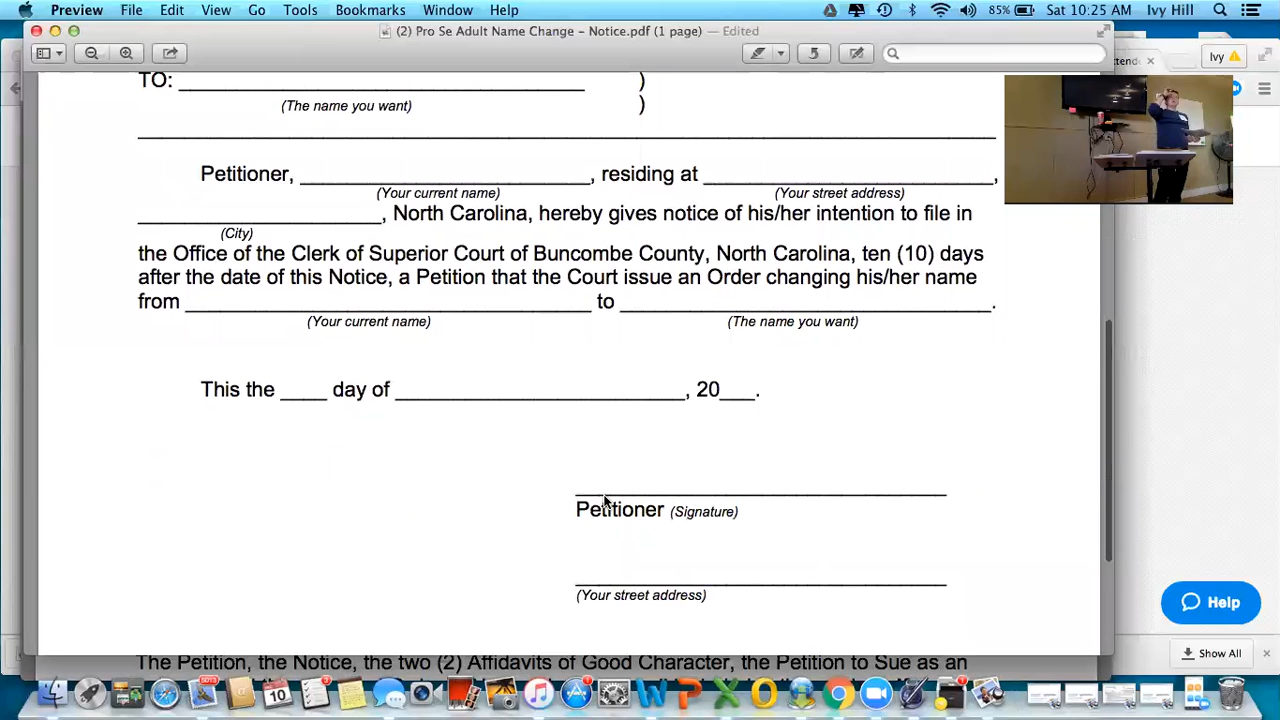 Preview File Edit View Go Tools Bookmarks Window Help 85% Sat 10:25 AM Ivy Hill
(2) Pro Se Adult Name Change – Notice.pdf (1 page) — Edited
Ivy
TO: ____________________ )
(The name you want) )
Petitioner, ____________________, residing at ____________________,
(Your current name) (Your street address)
____________________, North Carolina, hereby gives notice of his/her intention to file in
(City)
the Office of the Clerk of Superior Court of Buncombe County, North Carolina, ten (10) days
after the date of this Notice, a Petition that the Court issue an Order changing his/her name
from ____________________ to ____________________.
(Your current name) (The name you want)
This the ____ day of ____________________, 20___.
Petitioner (Signature)
(Your street address)
Help
Show All
The Petition, the Notice, the two (2) Affidavits of Good Character, the Petition to Sue as an